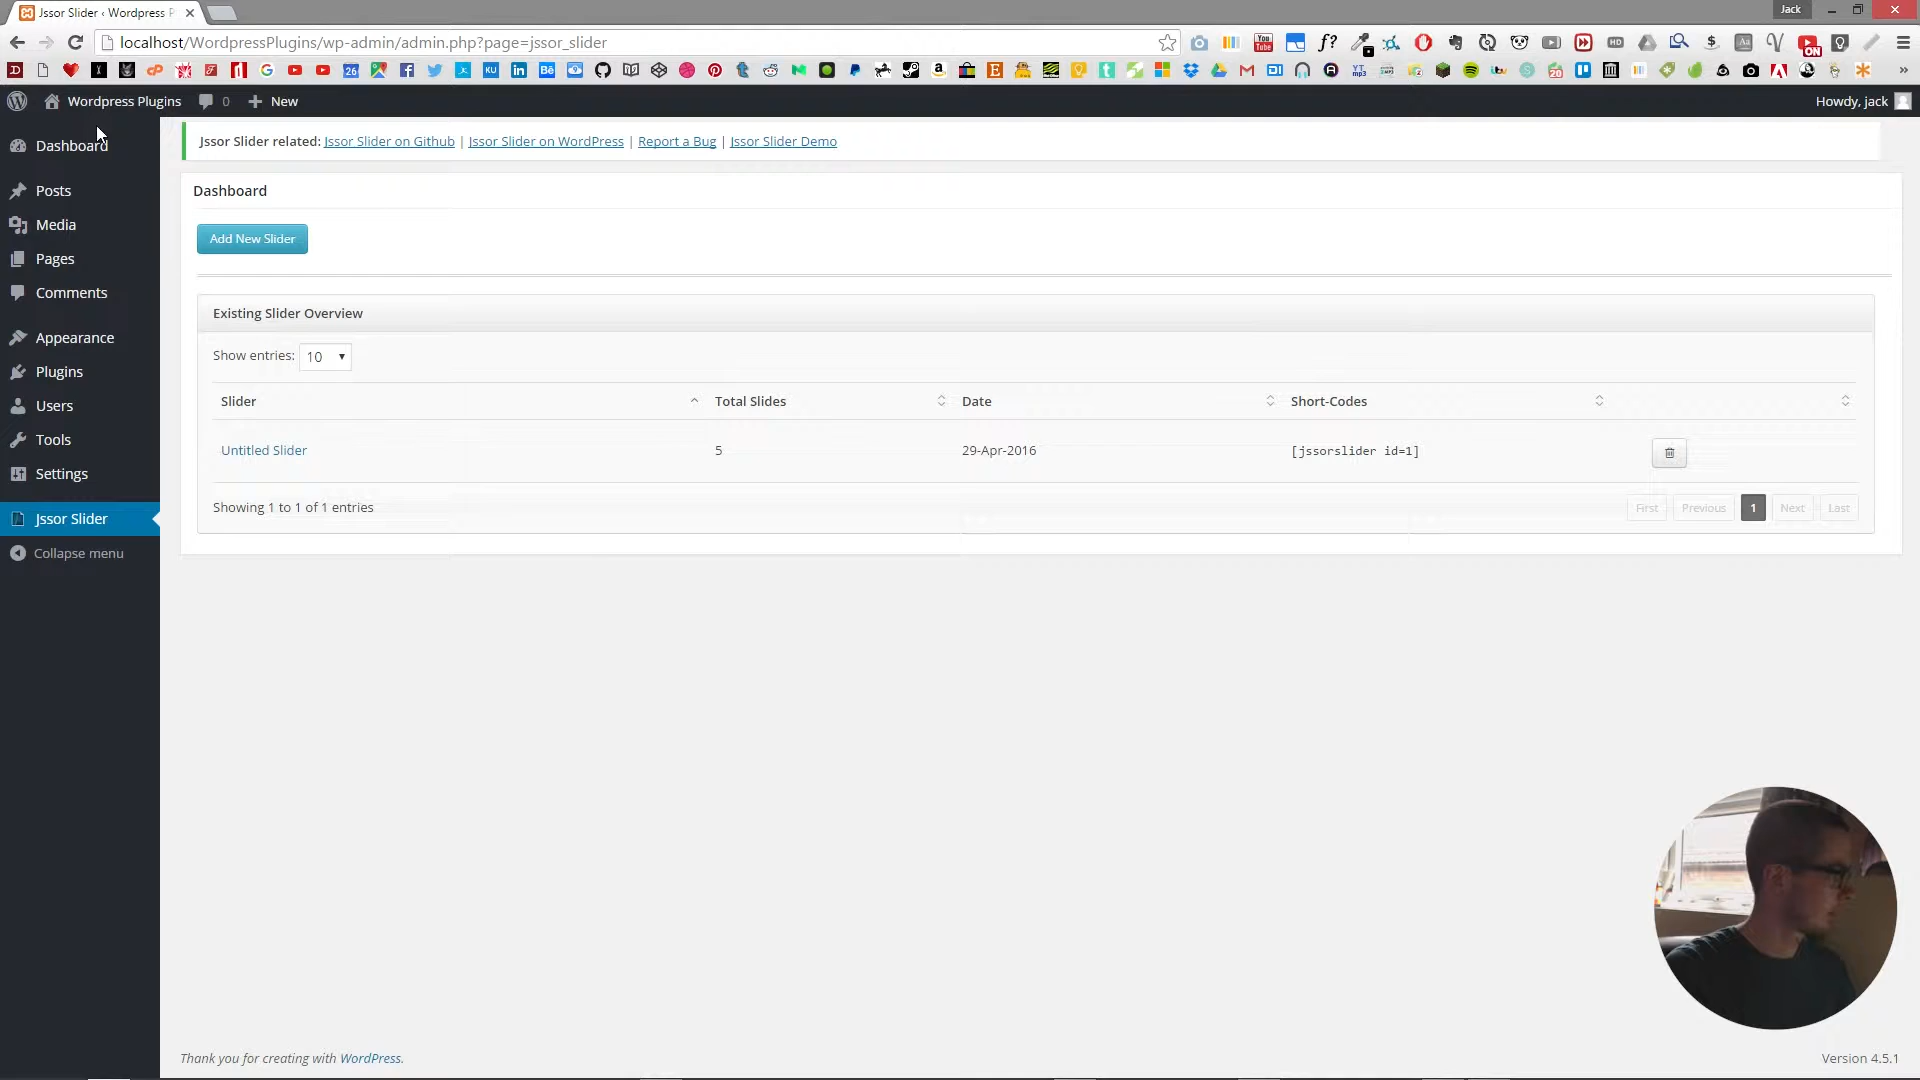 Jssor Slider ‹ Wordpress P
Jack
localhost/WordpressPlugins/wp-admin/admin.php?page=jssor_slider
Wordpress Plugins 0 New
Howdy, jack
Dashboard
Posts
Media
Pages
Comments
Appearance
Plugins
Users
Tools
Settings
Jssor Slider
Collapse menu
Jssor Slider related: Jssor Slider on Github | Jssor Slider on WordPress | Report a Bug | Jssor Slider Demo
Dashboard
Add New Slider
Existing Slider Overview
Show entries: 10
Slider Total Slides Date Short-Codes
Untitled Slider 5 29-Apr-2016 [jssorslider id=1]
Showing 1 to 1 of 1 entries
First Previous 1 Next Last
Thank you for creating with WordPress.
Version 4.5.1